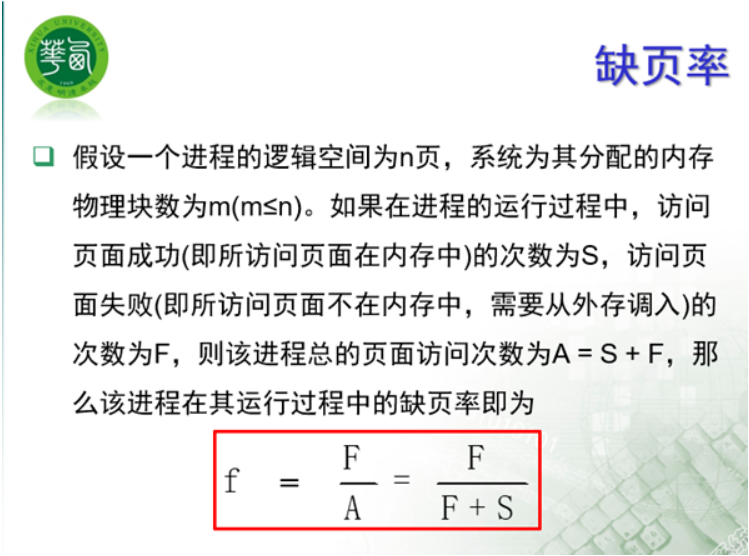 XIHUA UNIVERSITY
缺页率
假设一个进程的逻辑空间为n页，系统为其分配的内存
物理块数为m(m≤n)。如果在进程的运行过程中，访问
页面成功(即所访问页面在内存中)的次数为S，访问页
面失败(即所访问页面不在内存中，需要从外存调入)的
次数为F，则该进程总的页面访问次数为A = S + F，那
么该进程在其运行过程中的缺页率即为
f = F/A = F/(F + S)